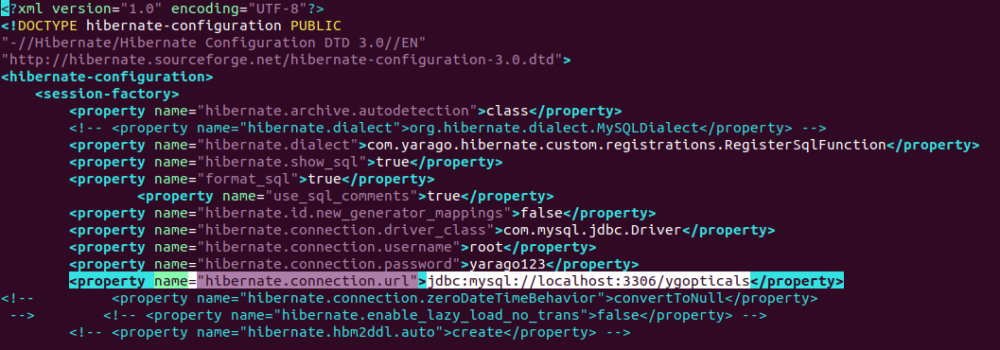 <?xml version="1.0" encoding="UTF-8"?>
<!DOCTYPE hibernate-configuration PUBLIC
"-//Hibernate/Hibernate Configuration DTD 3.0//EN"
"http://hibernate.sourceforge.net/hibernate-configuration-3.0.dtd">
<hibernate-configuration>
    <session-factory>
        <property name="hibernate.archive.autodetection">class</property>
        <!-- <property name="hibernate.dialect">org.hibernate.dialect.MySQLDialect</property> -->
        <property name="hibernate.dialect">com.yarago.hibernate.custom.registrations.RegisterSqlFunction</property>
        <property name="hibernate.show_sql">true</property>
        <property name="format_sql">true</property>
                <property name="use_sql_comments">true</property>
        <property name="hibernate.id.new_generator_mappings">false</property>
        <property name="hibernate.connection.driver_class">com.mysql.jdbc.Driver</property>
        <property name="hibernate.connection.username">root</property>
        <property name="hibernate.connection.password">yarago123</property>
        <property name="hibernate.connection.url">jdbc:mysql://localhost:3306/ygopticals</property>
<!--         <property name="hibernate.connection.zeroDateTimeBehavior">convertToNull</property>
 -->        <!-- <property name="hibernate.enable_lazy_load_no_trans">false</property> -->
        <!-- <property name="hibernate.hbm2ddl.auto">create</property> -->